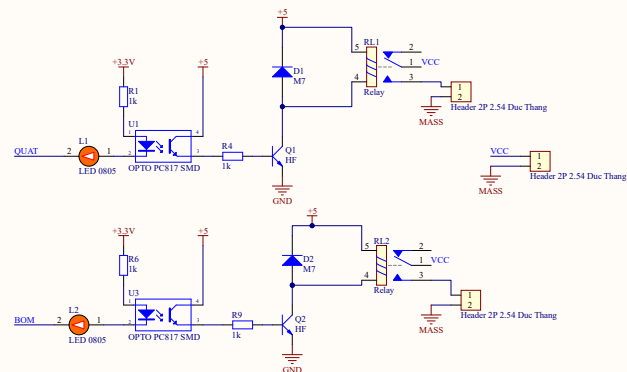 +5
RL1
5
2
1
VCC
4
3
Relay
D1
M7
1
2
Header 2P 2.54 Duc Thang
MASS
+3.3V
+5
R1
1k
U1
1
4
2
3
OPTO PC817 SMD
QUAT
2
L1
1
LED 0805
R4
1k
Q1
HF
GND
VCC
1
2
MASS
Header 2P 2.54 Duc Thang
+5
RL2
5
2
1
VCC
4
3
Relay
D2
M7
1
2
Header 2P 2.54 Duc Thang
MASS
+3.3V
+5
R6
1k
U3
1
4
2
3
OPTO PC817 SMD
BOM
2
L2
1
LED 0805
R9
1k
Q2
HF
GND